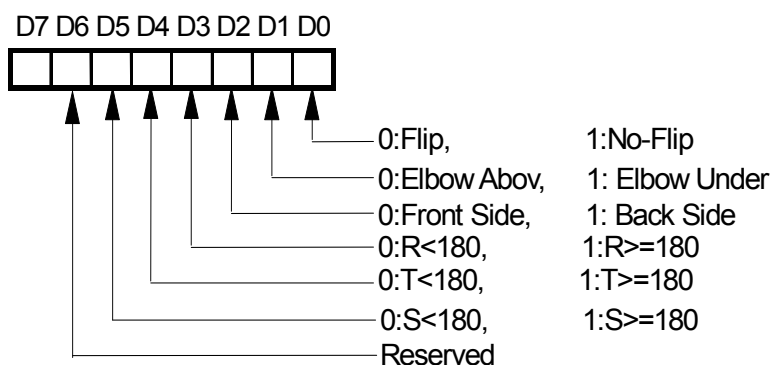 D7 D6 D5 D4 D3 D2 D1 D0
0:Flip, 1:No-Flip
0:Elbow Abov, 1: Elbow Under
0:Front Side, 1: Back Side
0:R<180, 1:R>=180
0:T<180, 1:T>=180
0:S<180, 1:S>=180
Reserved